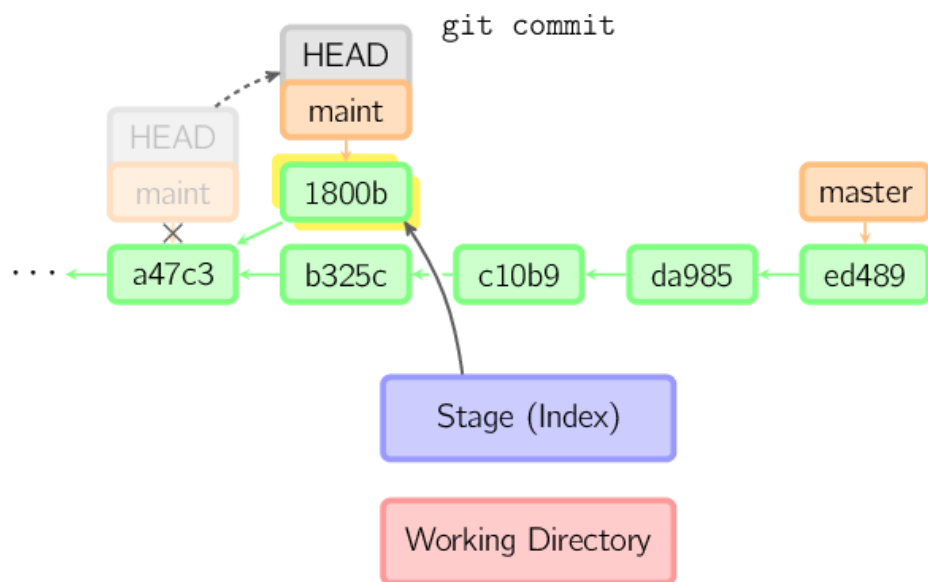 git commit
HEAD
maint
HEAD
maint
1800b
master
...
a47c3
b325c
c10b9
da985
ed489
Stage (Index)
Working Directory